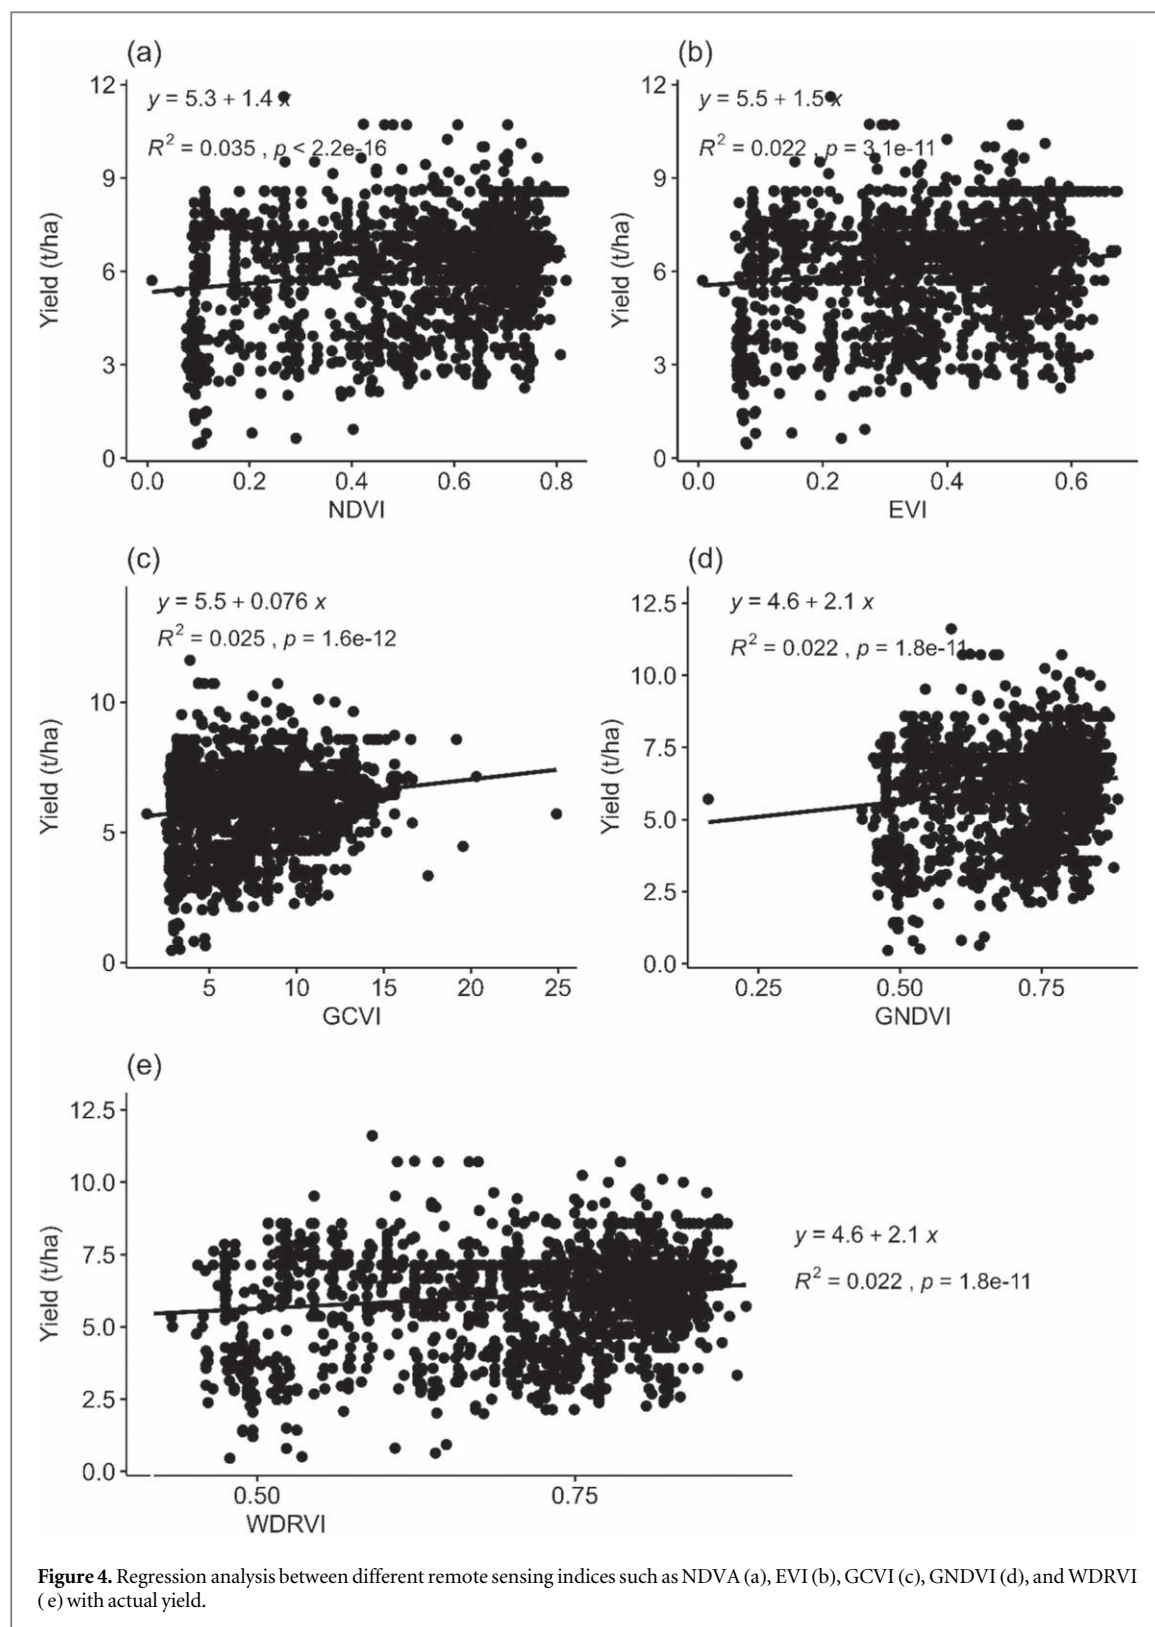 (a)
y = 5.3 + 1.4 x
R² = 0.035 , p < 2.2e-16
12
9
6
3
0
Yield (t/ha)
0.0 0.2 0.4 0.6 0.8
NDVI
(b)
y = 5.5 + 1.5 x
R² = 0.022 , p = 3.1e-11
12
9
6
3
0
Yield (t/ha)
0.0 0.2 0.4 0.6
EVI
(c)
y = 5.5 + 0.076 x
R² = 0.025 , p = 1.6e-12
10
5
0
Yield (t/ha)
5 10 15 20 25
GCVI
(d)
y = 4.6 + 2.1 x
R² = 0.022 , p = 1.8e-11
12.5
10.0
7.5
5.0
2.5
0.0
Yield (t/ha)
0.25 0.50 0.75
GNDVI
(e)
12.5
10.0
7.5
5.0
2.5
0.0
Yield (t/ha)
y = 4.6 + 2.1 x
R² = 0.022 , p = 1.8e-11
0.50 0.75
WDRVI
Figure 4. Regression analysis between different remote sensing indices such as NDVA (a), EVI (b), GCVI (c), GNDVI (d), and WDRVI
( e) with actual yield.